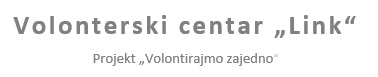 Volonterski centar „Link“
Projekt „Volontirajmo zajedno“